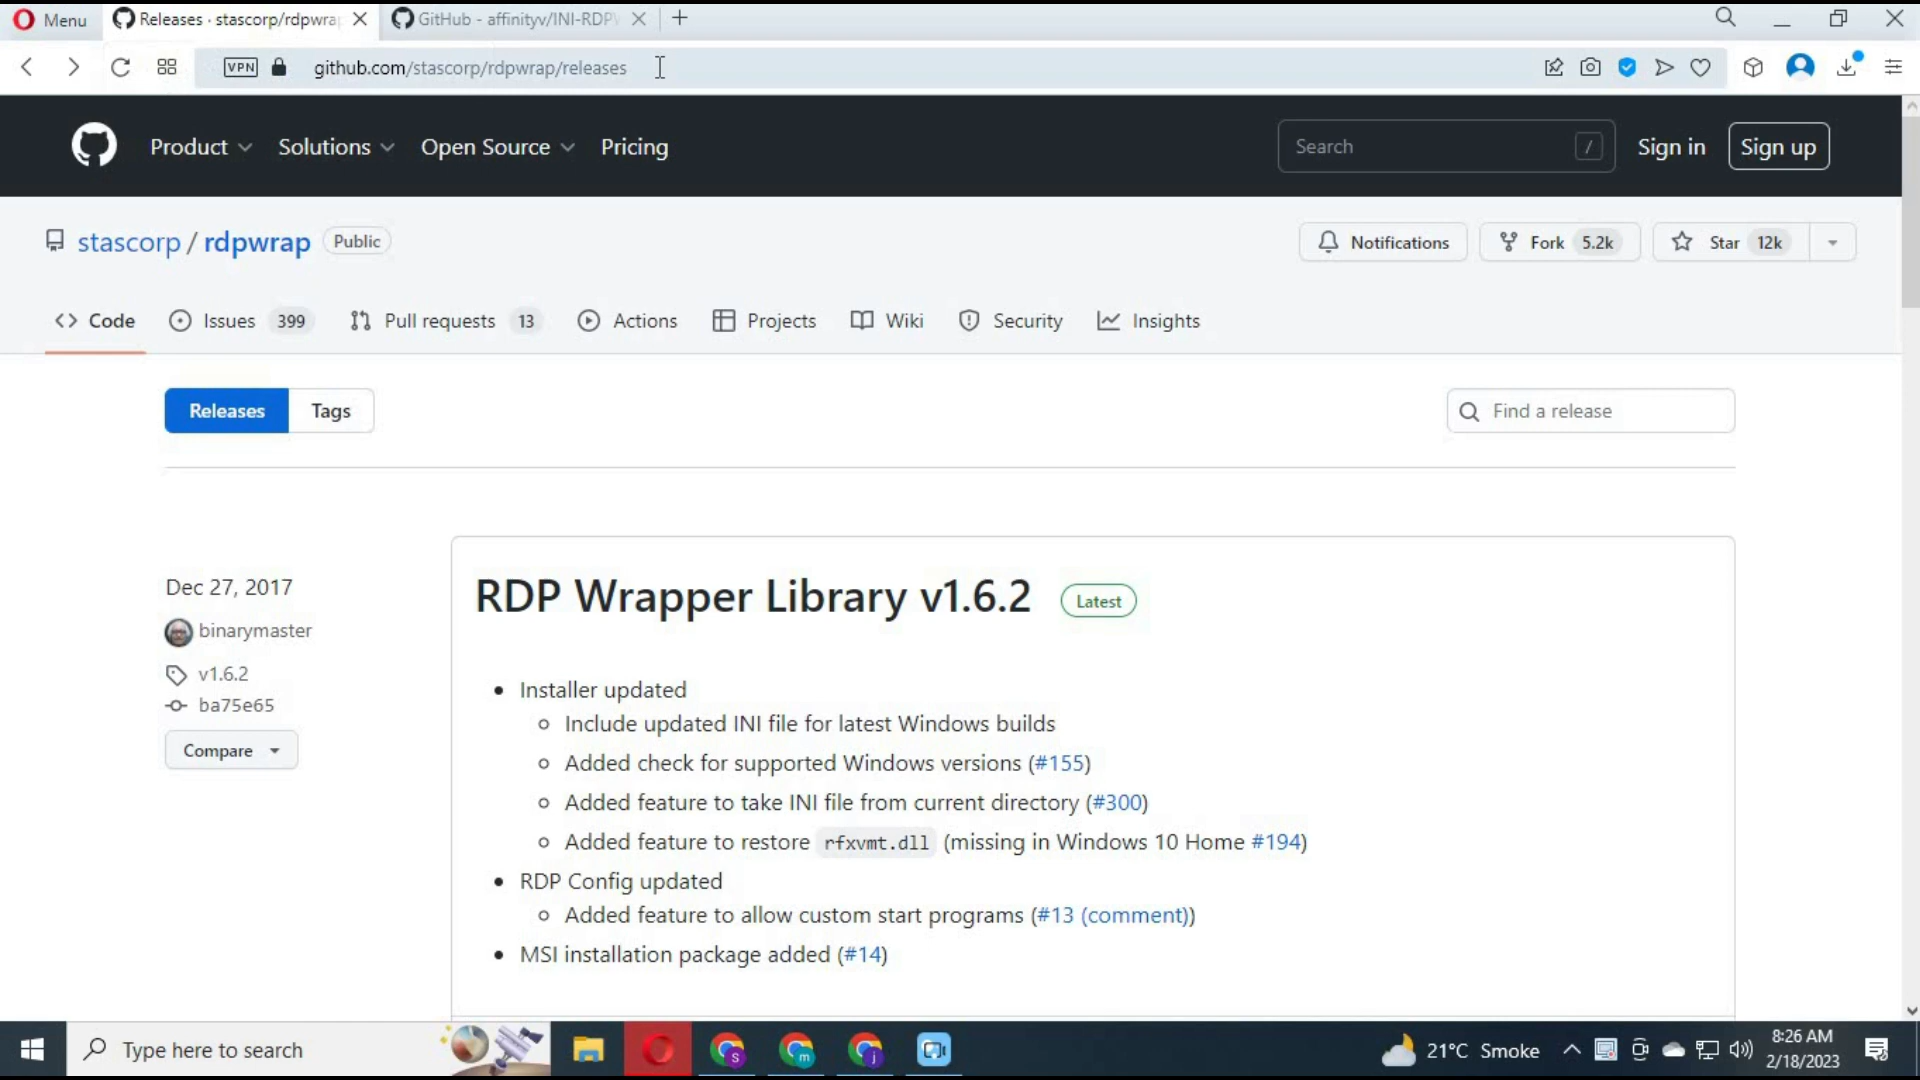 Menu
Releases · stascorp/rdpwrap
GitHub - affinityv/INI-RDPW
VPN
github.com/stascorp/rdpwrap/releases
Product
Solutions
Open Source
Pricing
Search
/
Sign in
Sign up
stascorp / rdpwrap
Public
Notifications
Fork 5.2k
Star 12k
<> Code
Issues 399
Pull requests 13
Actions
Projects
Wiki
Security
Insights
Releases
Tags
Find a release
Dec 27, 2017
binarymaster
v1.6.2
ba75e65
Compare
RDP Wrapper Library v1.6.2 Latest
• Installer updated
Include updated INI file for latest Windows builds
Added check for supported Windows versions (#155)
Added feature to take INI file from current directory (#300)
Added feature to restore rfxvmt.dll (missing in Windows 10 Home #194)
• RDP Config updated
Added feature to allow custom start programs (#13 (comment))
• MSI installation package added (#14)
Type here to search
S
m
j
21°C Smoke
8:26 AM
2/18/2023